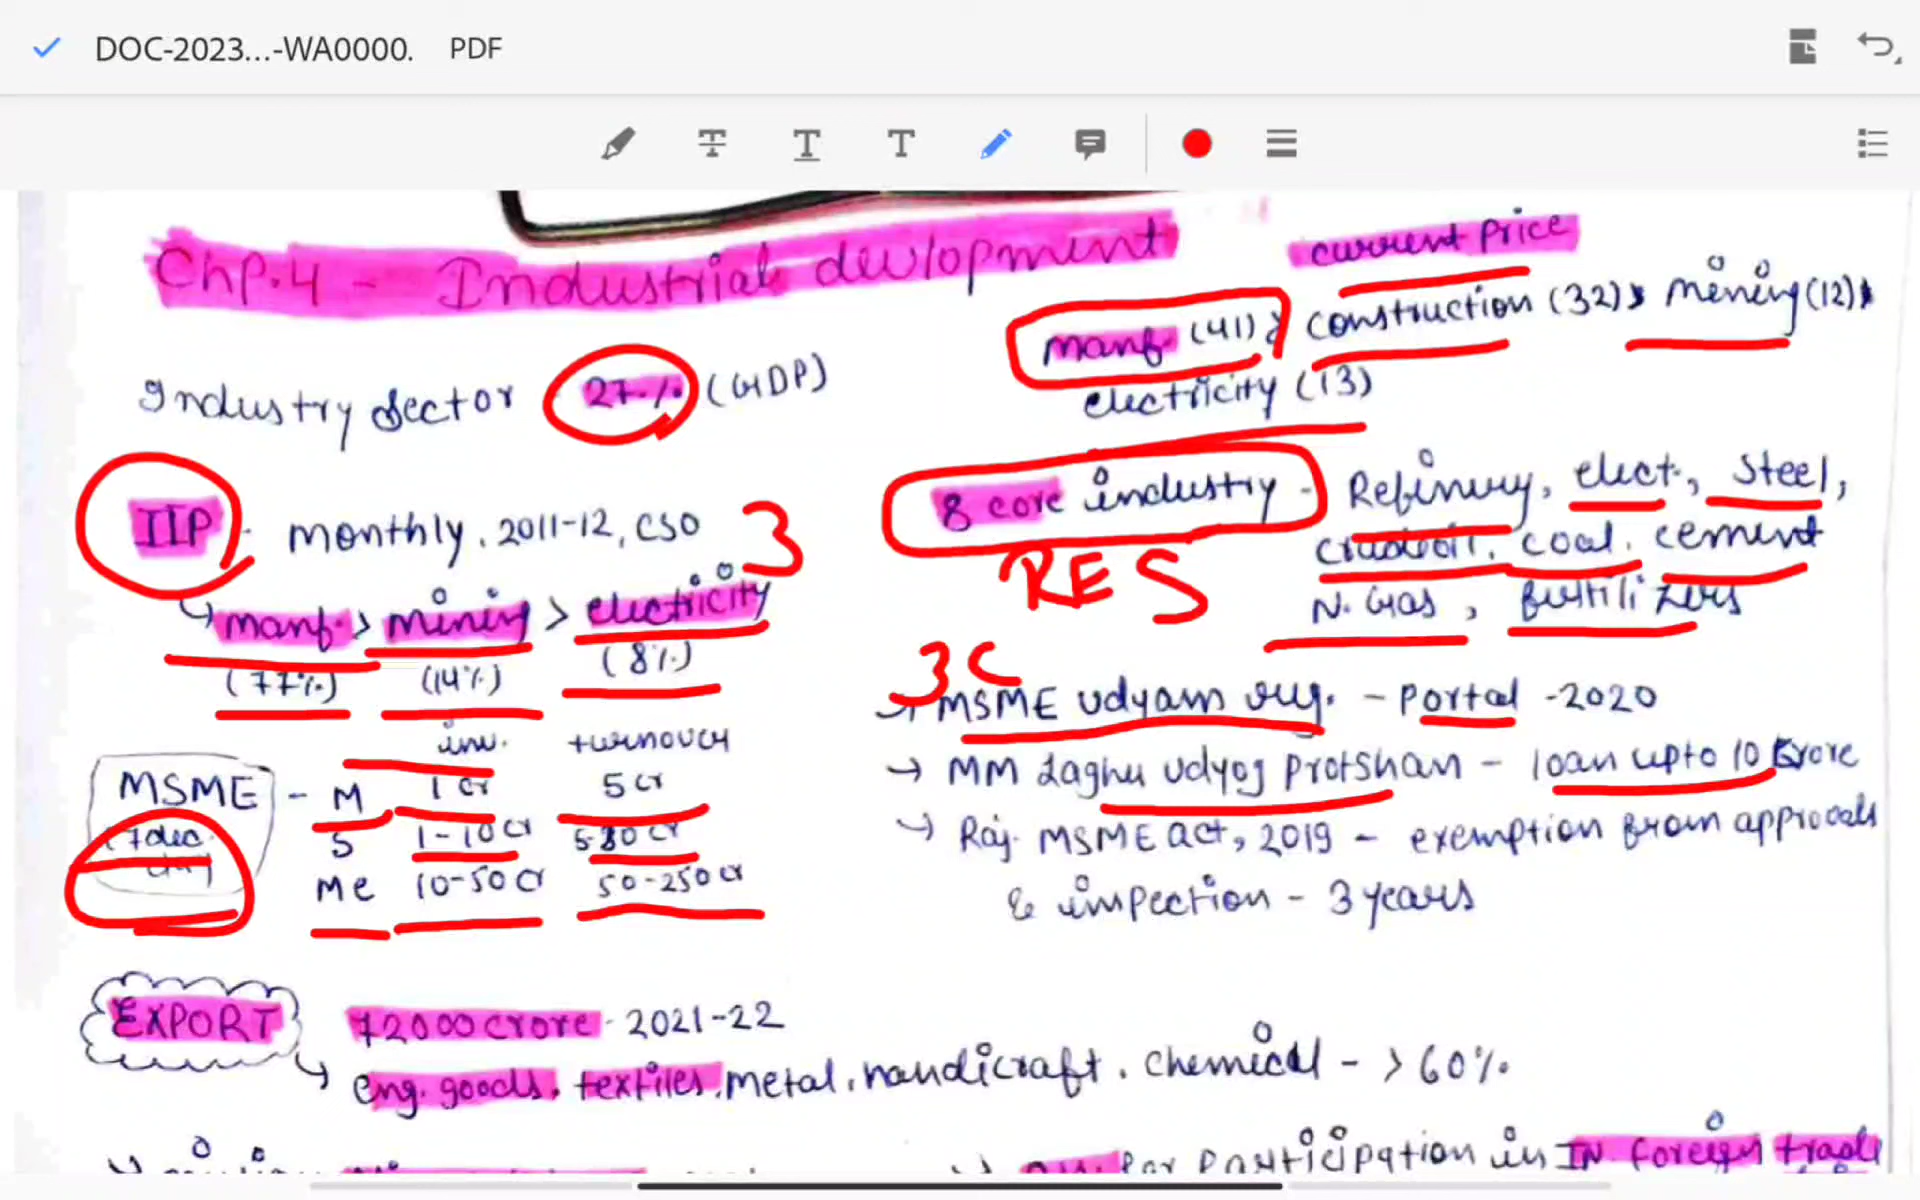 DOC-2023...-WA0000. PDF
Chp.4 - Industrial devlopment
current price
manf. (41) > construction (32) > mining (12) >
electricity (13)
Industry Sector 27% (GDP)
IIP - monthly, 2011-12, CSO 3
manf. > mining > electricity
(77%) (14%) (8%)
8 core industry - Refinery, elect., steel,
crudeoil, coal, cement
N. Gas, fertilizers
RES
3C
inv. turnover
MSME - M 1 cr 5 cr
S 1-10 cr
Me 10-50 cr 50-250 cr
→ MSME udyam reg. - Portal - 2020
→ MM Laghu udyog Protshan - loan upto 10 crore
→ Raj. MSME act, 2019 - exemption from approvals
& inspection - 3 years
EXPORT 72000 crore - 2021-22
↳ eng. goods, textiles, metal, handicraft, chemical - > 60%
for participation in IN foreign trade